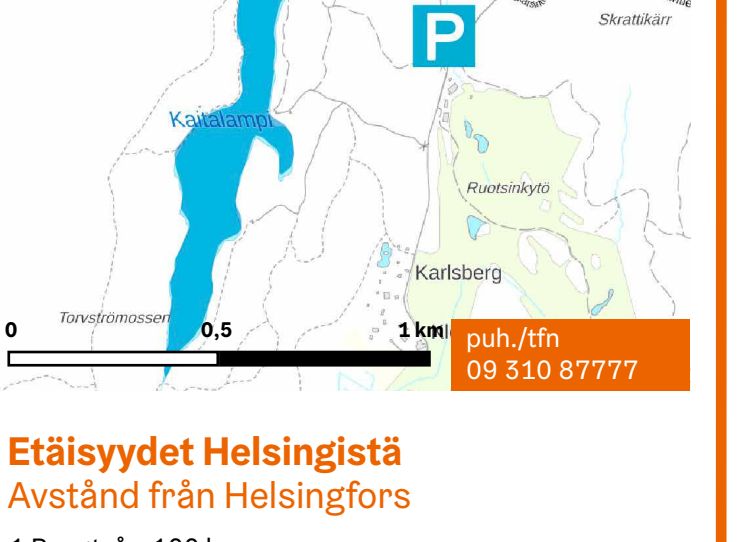 Skrattikärr
P
Kaitalampi
Ruotsinkytö
Karlsberg
Torvströmossen
0 0,5 1 km
puh./tfn
09 310 87777
Etäisyydet Helsingistä
Avstånd från Helsingfors